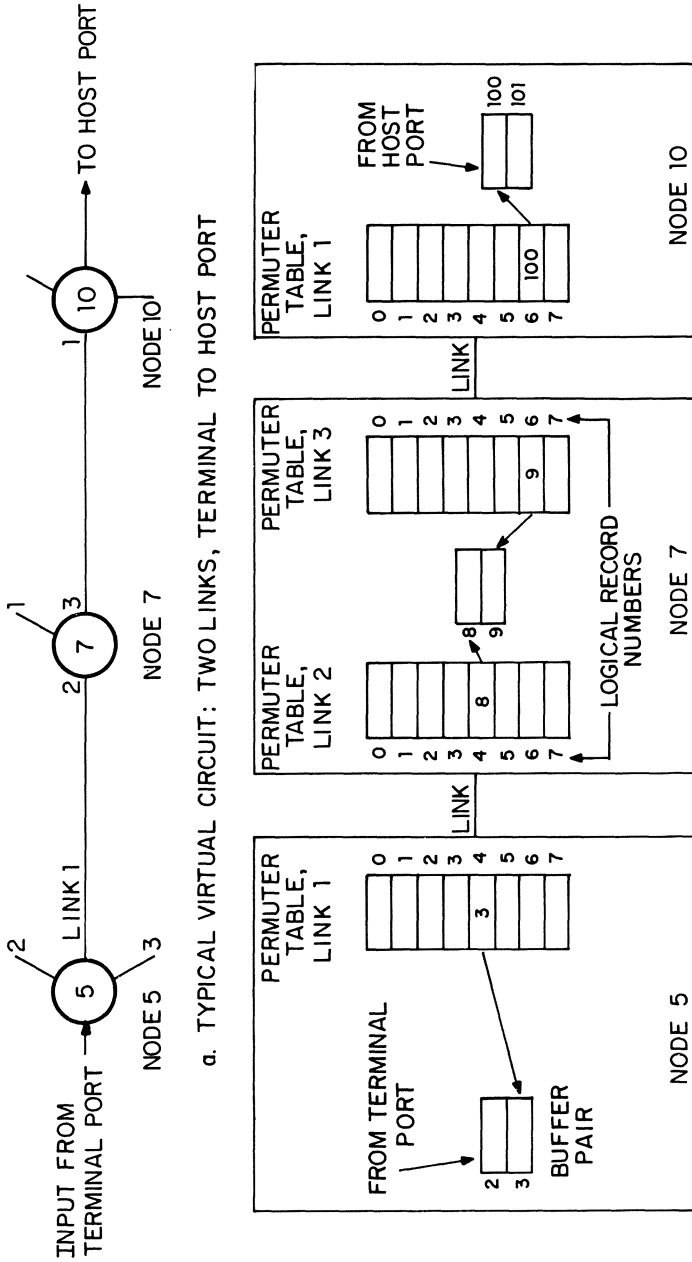 INPUT FROM
TERMINAL PORT
2
LINK 1
5
3
NODE 5
1
2
7
3
NODE 7
1
10
NODE 10
TO HOST PORT
a. TYPICAL VIRTUAL CIRCUIT: TWO LINKS, TERMINAL TO HOST PORT
FROM TERMINAL
PORT
2
3
BUFFER
PAIR
PERMUTER
TABLE,
LINK 1
0
1
2
3
3
4
5
6
7
NODE 5
LINK
PERMUTER
TABLE,
LINK 2
0
1
2
3
4
8
5
6
7
8
9
PERMUTER
TABLE,
LINK 3
0
1
2
3
4
5
9
6
7
LOGICAL RECORD
NUMBERS
NODE 7
LINK
PERMUTER
TABLE,
LINK 1
0
1
2
3
4
5
6
100
7
FROM
HOST
PORT
100
101
NODE 10